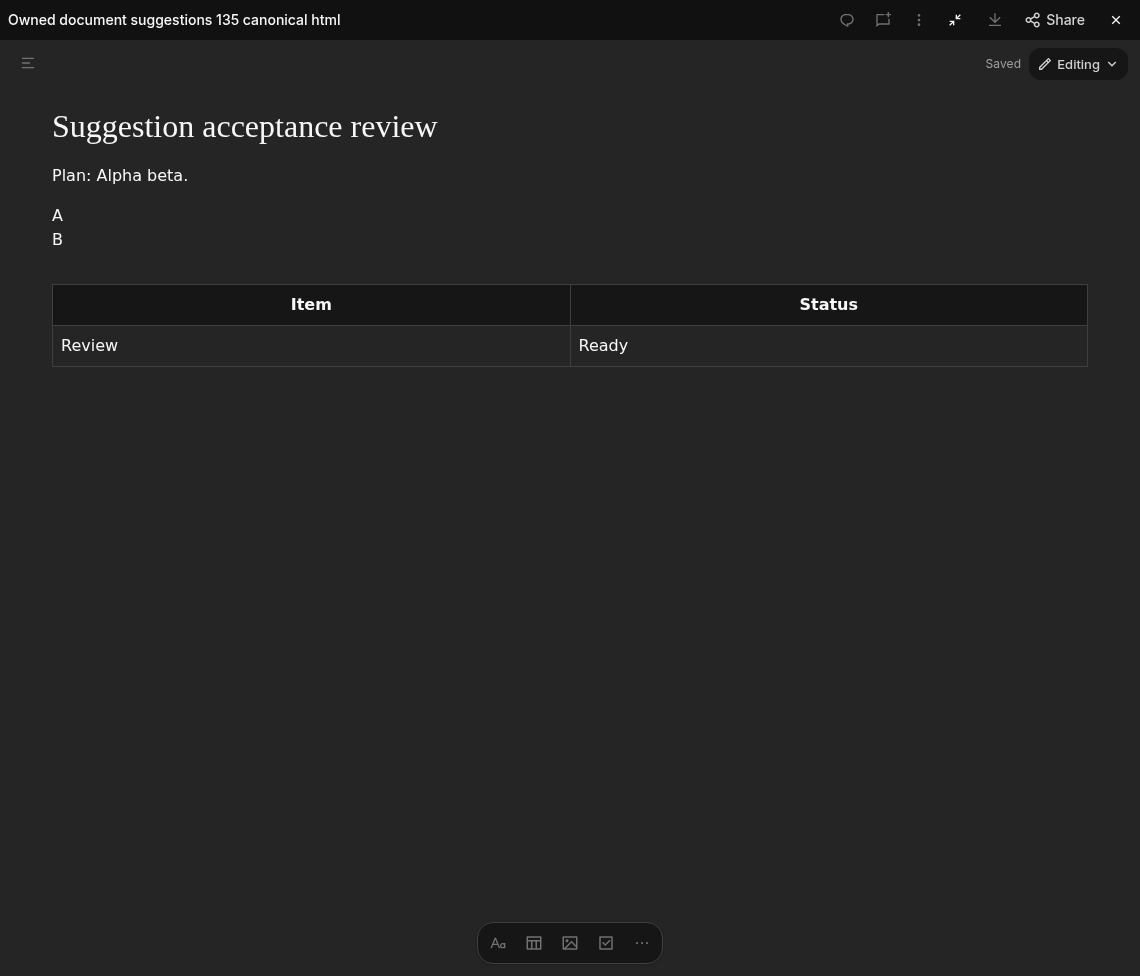 Owned document suggestions 135 canonical html
Share
Saved
Editing
Suggestion acceptance review
Plan: Alpha beta.
A
B
Item Status
Review Ready
Aa